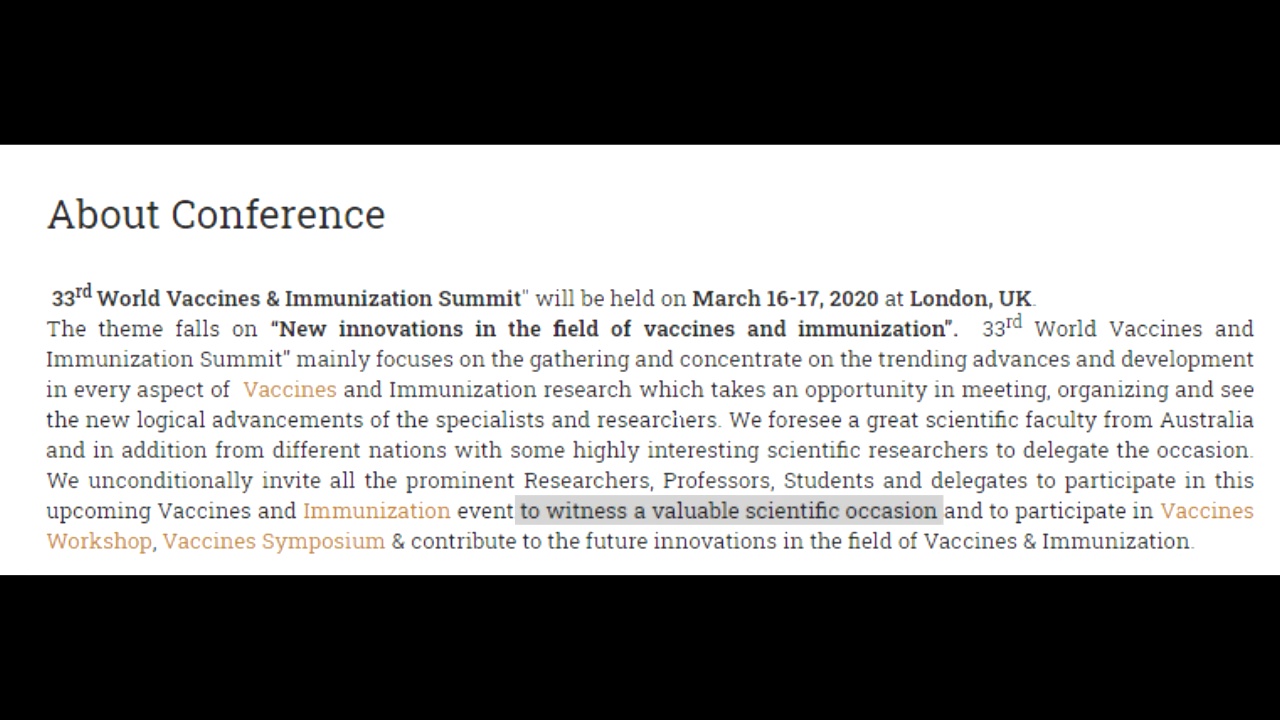 About Conference
33rd World Vaccines & Immunization Summit" will be held on March 16-17, 2020 at London, UK.
The theme falls on “New innovations in the field of vaccines and immunization”. 33rd World Vaccines and
Immunization Summit" mainly focuses on the gathering and concentrate on the trending advances and development
in every aspect of Vaccines and Immunization research which takes an opportunity in meeting, organizing and see
the new logical advancements of the specialists and researchers. We foresee a great scientific faculty from Australia
and in addition from different nations with some highly interesting scientific researchers to delegate the occasion.
We unconditionally invite all the prominent Researchers, Professors, Students and delegates to participate in this
upcoming Vaccines and Immunization event to witness a valuable scientific occasion and to participate in Vaccines
Workshop, Vaccines Symposium & contribute to the future innovations in the field of Vaccines & Immunization.